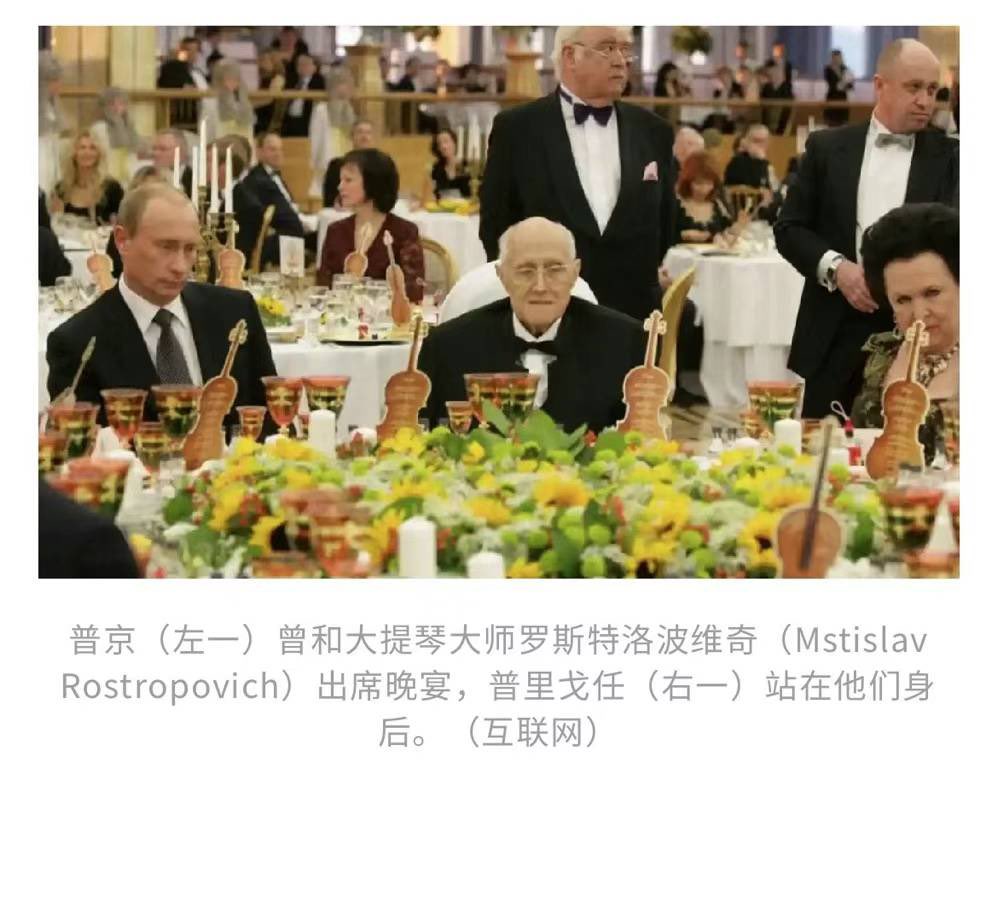 普京（左一）曾和大提琴大师罗斯特洛波维奇（Mstislav
Rostropovich）出席晚宴，普里戈任（右一）站在他们身
后。（互联网）